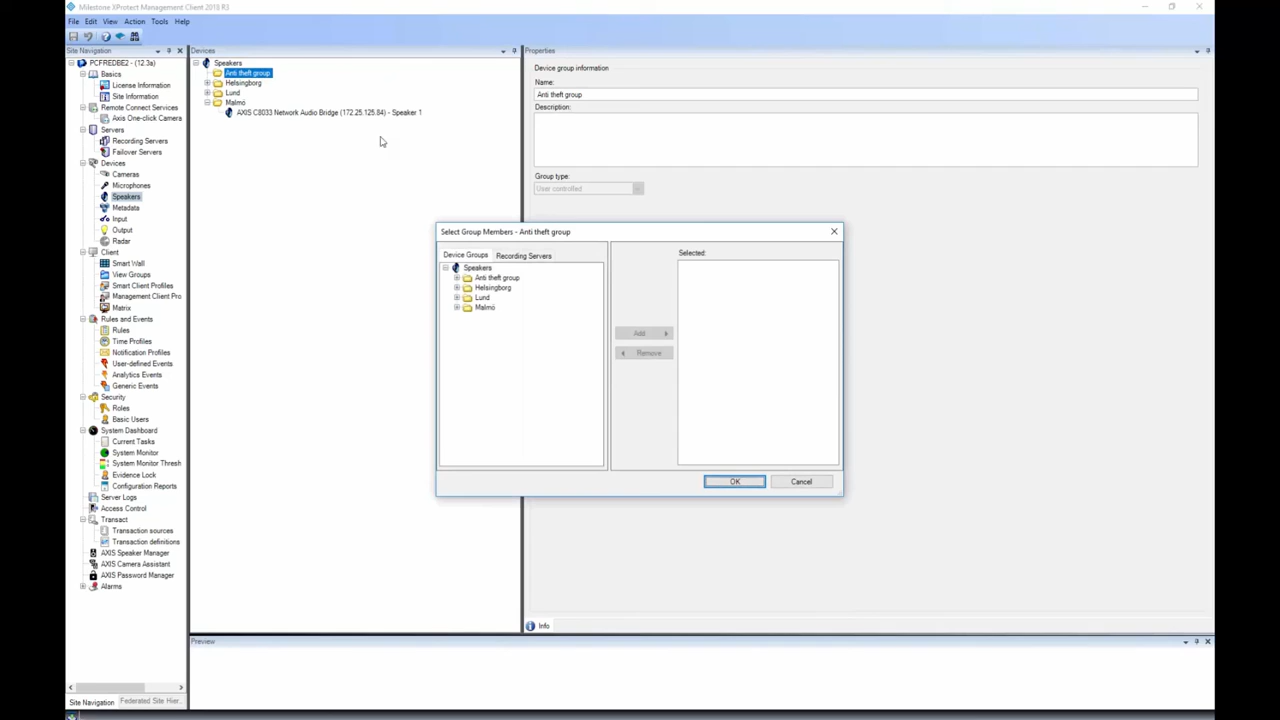 Milestone XProtect Management Client 2018 R3
File Edit View Action Tools Help
Site Navigation
PCFREDBE2 - (12.3a)
Basics
License Information
Site Information
Remote Connect Services
Axis One-click Camera
Servers
Recording Servers
Failover Servers
Devices
Cameras
Microphones
Speakers
Metadata
Input
Output
Radar
Client
Smart Wall
View Groups
Smart Client Profiles
Management Client Pro
Matrix
Rules and Events
Rules
Time Profiles
Notification Profiles
User-defined Events
Analytics Events
Generic Events
Security
Roles
Basic Users
System Dashboard
Current Tasks
System Monitor
System Monitor Thresh
Evidence Lock
Configuration Reports
Server Logs
Access Control
Transact
Transaction sources
Transaction definitions
AXIS Speaker Manager
AXIS Camera Assistant
AXIS Password Manager
Alarms
Site Navigation Federated Site Hier...
Devices
Speakers
Anti theft group
Helsingborg
Lund
Malmö
AXIS C8033 Network Audio Bridge (172.25.125.84) - Speaker 1
Properties
Device group information
Name:
Anti theft group
Description:
Group type:
User controlled
Select Group Members - Anti theft group
Device Groups Recording Servers
Speakers
Anti theft group
Helsingborg
Lund
Malmö
Add
Remove
Selected:
OK Cancel
Info
Preview